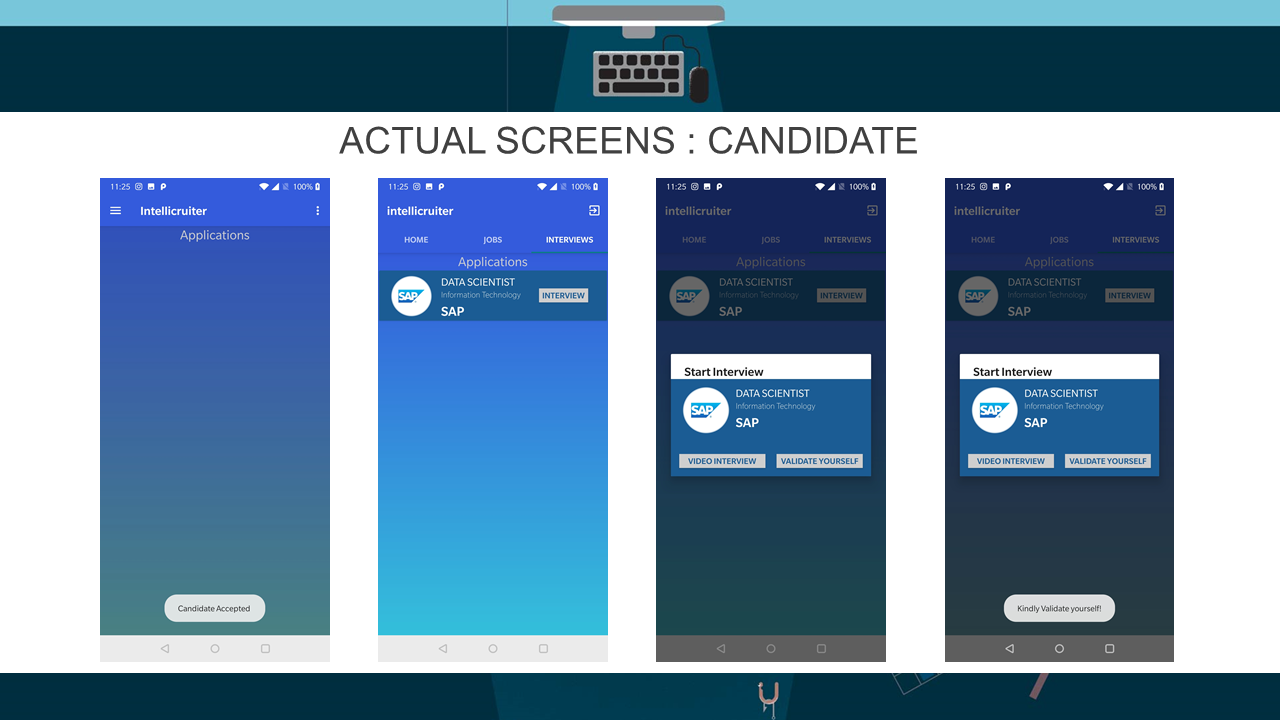 ACTUAL SCREENS : CANDIDATE
11:25 100%
Intellicruiter
Applications
Candidate Accepted
11:25 100%
intellicruiter
HOME JOBS INTERVIEWS
Applications
SAP
DATA SCIENTIST
Information Technology
SAP
INTERVIEW
11:25 100%
intellicruiter
HOME JOBS INTERVIEWS
Applications
SAP
DATA SCIENTIST
Information Technology
SAP
INTERVIEW
Start Interview
SAP
DATA SCIENTIST
Information Technology
SAP
VIDEO INTERVIEW VALIDATE YOURSELF
11:25 100%
intellicruiter
HOME JOBS INTERVIEWS
Applications
SAP
DATA SCIENTIST
Information Technology
SAP
INTERVIEW
Start Interview
SAP
DATA SCIENTIST
Information Technology
SAP
VIDEO INTERVIEW VALIDATE YOURSELF
Kindly Validate yourself!